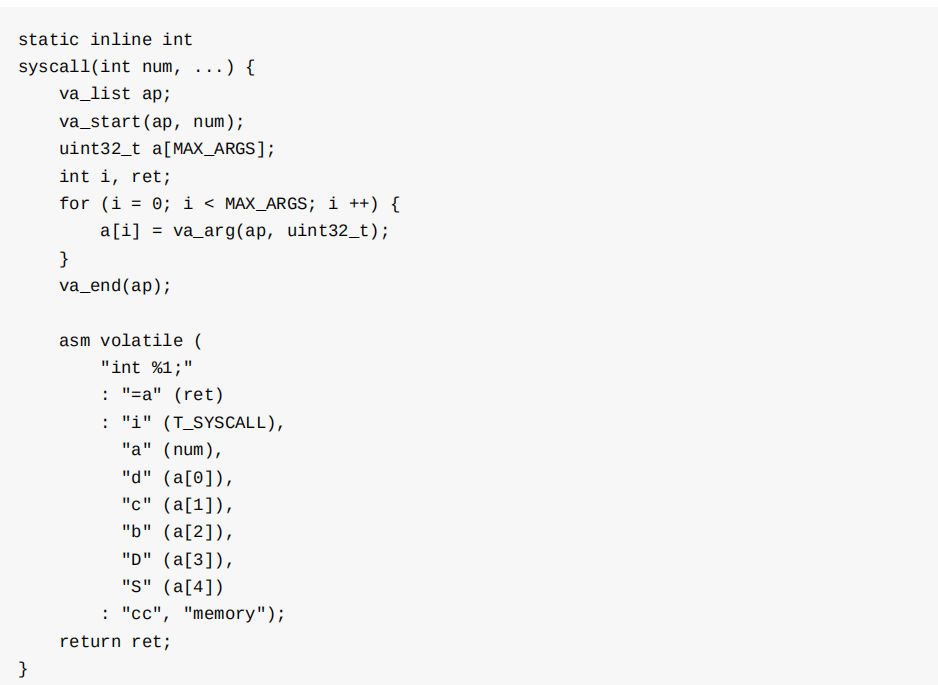 static inline int
syscall(int num, ...) {
    va_list ap;
    va_start(ap, num);
    uint32_t a[MAX_ARGS];
    int i, ret;
    for (i = 0; i < MAX_ARGS; i ++) {
        a[i] = va_arg(ap, uint32_t);
    }
    va_end(ap);

    asm volatile (
        "int %1;"
        : "=a" (ret)
        : "i" (T_SYSCALL),
          "a" (num),
          "d" (a[0]),
          "c" (a[1]),
          "b" (a[2]),
          "D" (a[3]),
          "S" (a[4])
        : "cc", "memory");
    return ret;
}